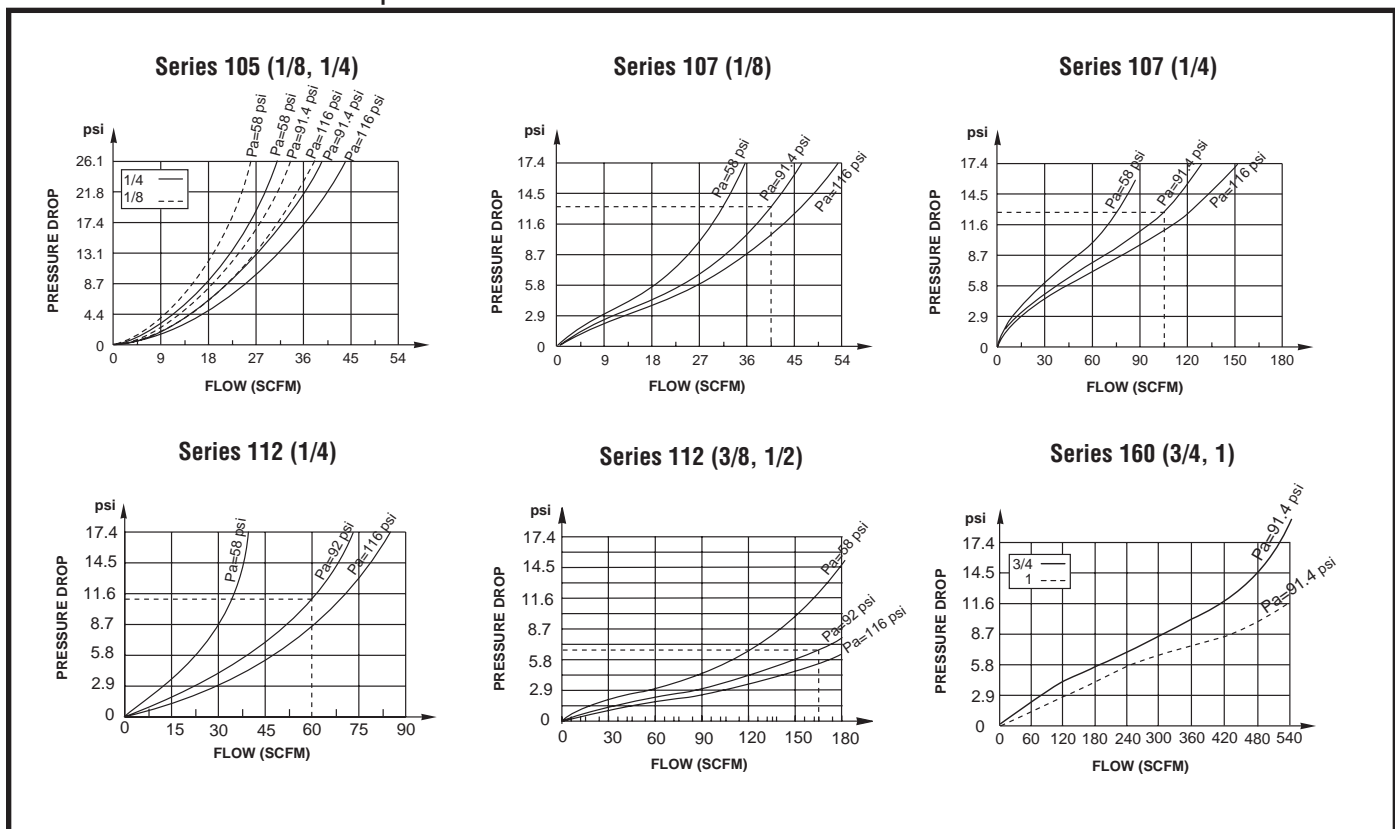 Series 105 (1/8, 1/4)
psi
PRESSURE DROP
26.1
21.8
17.4
13.1
8.7
4.4
0
1/4
1/8
Pa=58 psi
Pa=58 psi
Pa=91.4 psi
Pa=116 psi
Pa=91.4 psi
Pa=116 psi
0 9 18 27 36 45 54
FLOW (SCFM)
Series 107 (1/8)
psi
PRESSURE DROP
17.4
14.5
11.6
8.7
5.8
2.9
0
Pa=58 psi
Pa=91.4 psi
Pa=116 psi
0 9 18 27 36 45 54
FLOW (SCFM)
Series 107 (1/4)
psi
PRESSURE DROP
17.4
14.5
11.6
8.7
5.8
2.9
0
Pa=58 psi
Pa=91.4 psi
Pa=116 psi
0 30 60 90 120 150 180
FLOW (SCFM)
Series 112 (1/4)
psi
PRESSURE DROP
17.4
14.5
11.6
8.7
5.8
2.9
0
Pa=58 psi
Pa=92 psi
Pa=116 psi
0 15 30 45 60 75 90
FLOW (SCFM)
Series 112 (3/8, 1/2)
psi
PRESSURE DROP
17.4
14.5
11.6
8.7
5.8
2.9
0
Pa=58 psi
Pa=92 psi
Pa=116 psi
0 30 60 90 120 150 180
FLOW (SCFM)
Series 160 (3/4, 1)
psi
PRESSURE DROP
17.4
14.5
11.6
8.7
5.8
2.9
0
3/4
1
Pa=91.4 psi
Pa=91.4 psi
0 60 120 180 240 300 360 420 480 540
FLOW (SCFM)